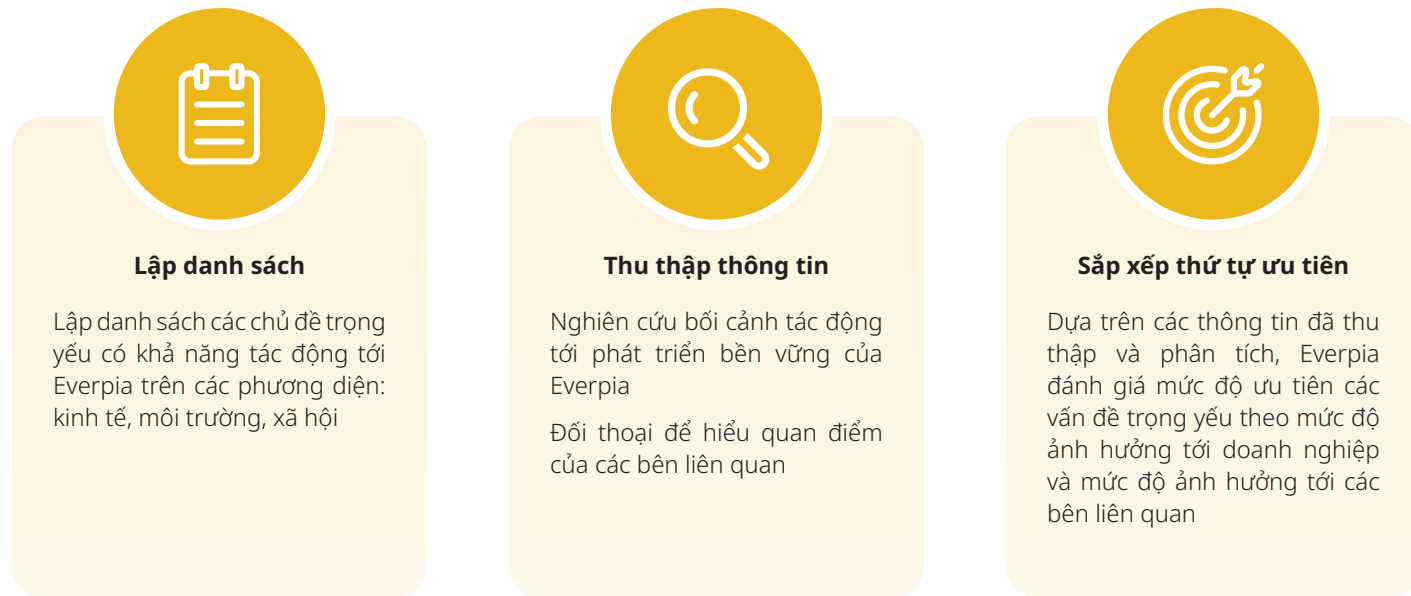 Lập danh sách
Lập danh sách các chủ đề trọng
yếu có khả năng tác động tới
Everpia trên các phương diện:
kinh tế, môi trường, xã hội
Thu thập thông tin
Nghiên cứu bối cảnh tác động
tới phát triển bền vững của
Everpia
Đối thoại để hiểu quan điểm
của các bên liên quan
Sắp xếp thứ tự ưu tiên
Dựa trên các thông tin đã thu
thập và phân tích, Everpia
đánh giá mức độ ưu tiên các
vấn đề trọng yếu theo mức độ
ảnh hưởng tới doanh nghiệp
và mức độ ảnh hưởng tới các
bên liên quan